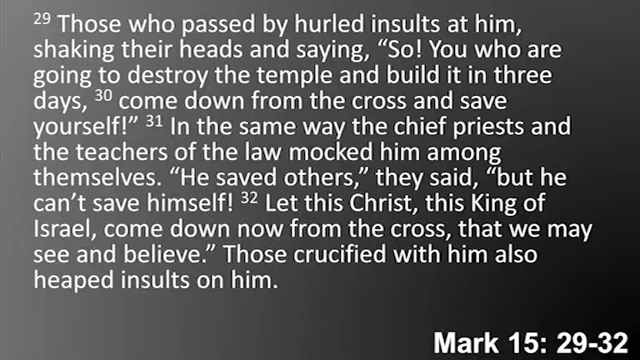 29 Those who passed by hurled insults at him,
shaking their heads and saying, “So! You who are
going to destroy the temple and build it in three
days, 30 come down from the cross and save
yourself!” 31 In the same way the chief priests and
the teachers of the law mocked him among
themselves. “He saved others,” they said, “but he
can’t save himself! 32 Let this Christ, this King of
Israel, come down now from the cross, that we may
see and believe.” Those crucified with him also
heaped insults on him.
Mark 15: 29-32